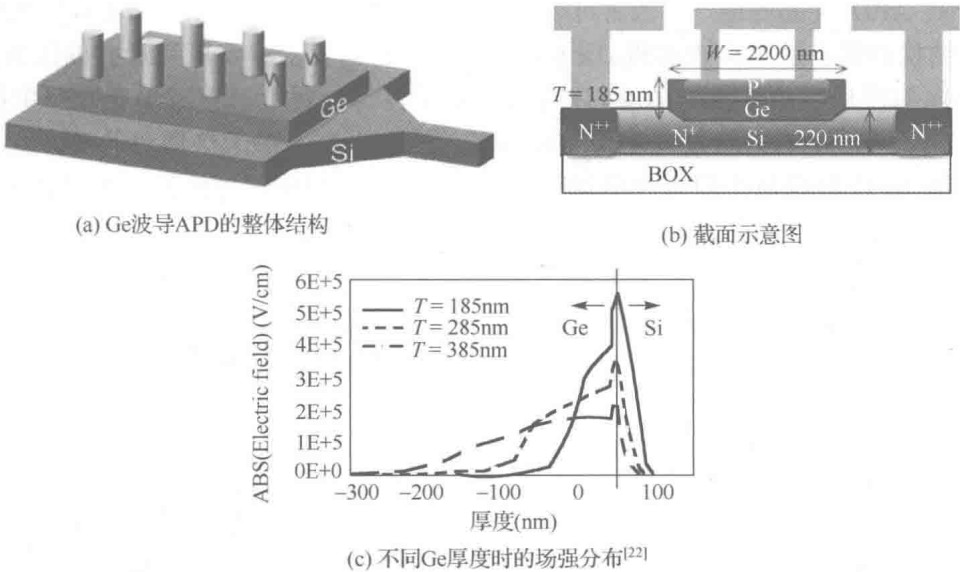 W
W
Ge
Si
(a) Ge波导APD的整体结构
W = 2200 nm
T = 185 nm
P⁺
Ge
N⁺⁺
N⁺
Si
220 nm
N⁺⁺
BOX
(b) 截面示意图
6E+5
5E+5
4E+5
3E+5
2E+5
1E+5
0E+0
ABS(Electric field) (V/cm)
T = 185nm
T = 285nm
T = 385nm
Ge
Si
−300
−200
−100
0
100
厚度(nm)
(c) 不同Ge厚度时的场强分布[22]